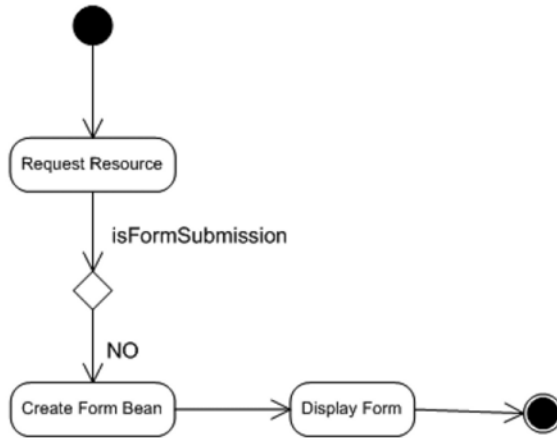 Request Resource
isFormSubmission
NO
Create Form Bean
Display Form